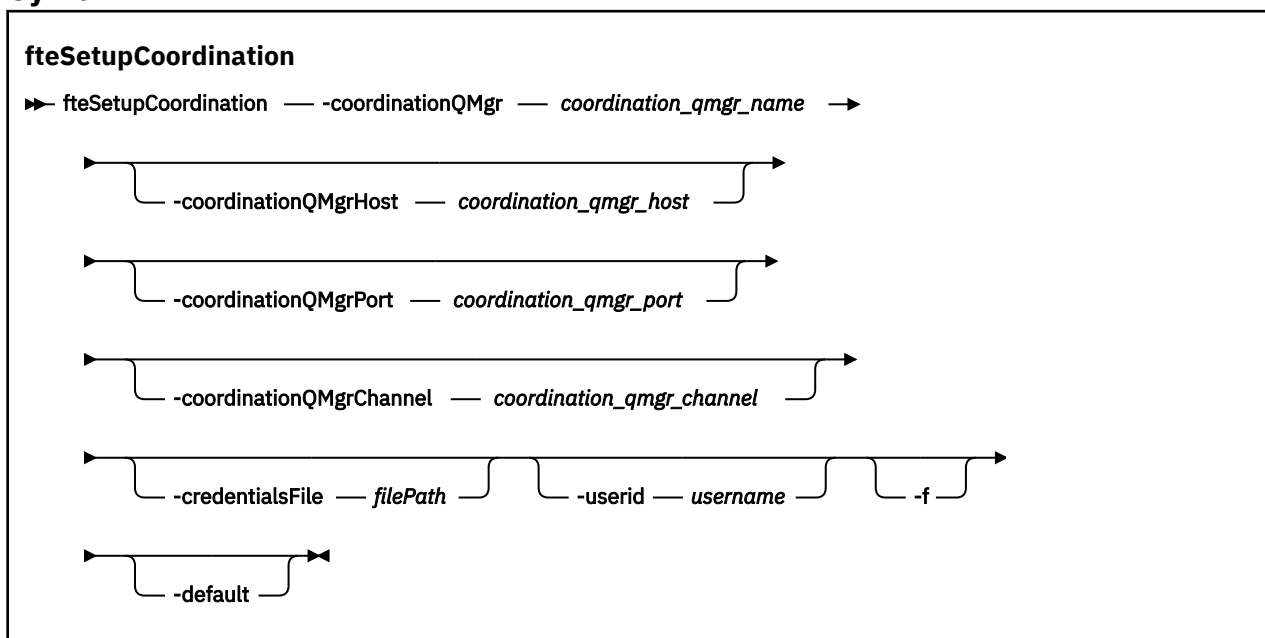 fteSetupCoordination
fteSetupCoordination -coordinationQMgr coordination_qmgr_name
-coordinationQMgrHost coordination_qmgr_host
-coordinationQMgrPort coordination_qmgr_port
-coordinationQMgrChannel coordination_qmgr_channel
-credentialsFile filePath -userid username -f
-default